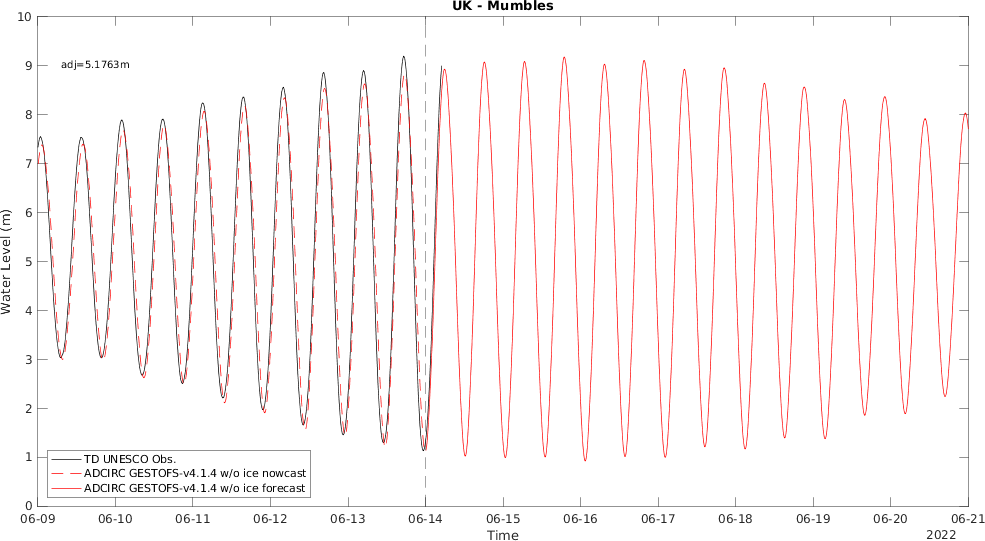 UK - Mumbles
adj=5.1763m
Water Level (m)
10
9
8
7
6
5
4
3
2
1
0
TD UNESCO Obs.
ADCIRC GESTOFS-v4.1.4 w/o ice nowcast
ADCIRC GESTOFS-v4.1.4 w/o ice forecast
06-09 06-10 06-11 06-12 06-13 06-14 06-15 06-16 06-17 06-18 06-19 06-20 06-21
Time
2022